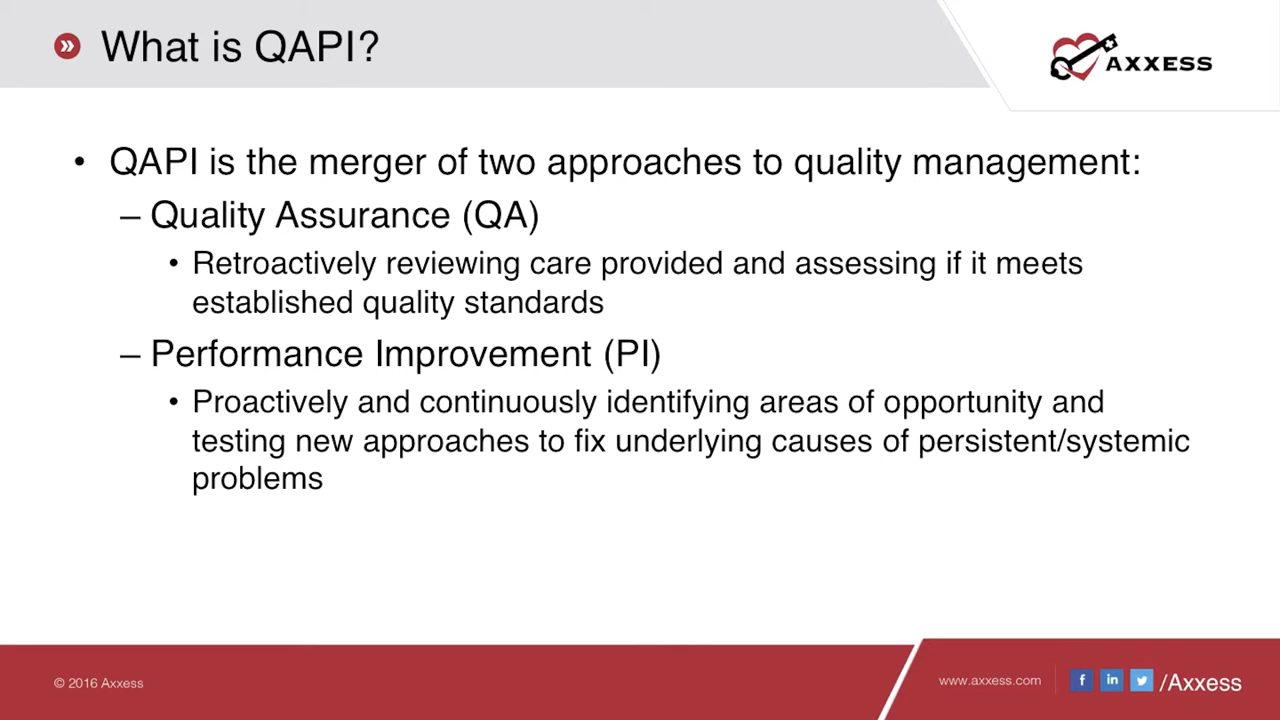 What is QAPI?
AXXESS
• QAPI is the merger of two approaches to quality management:
– Quality Assurance (QA)
• Retroactively reviewing care provided and assessing if it meets
established quality standards
– Performance Improvement (PI)
• Proactively and continuously identifying areas of opportunity and
testing new approaches to fix underlying causes of persistent/systemic
problems
© 2016 Axxess
www.axxess.com
/Axxess